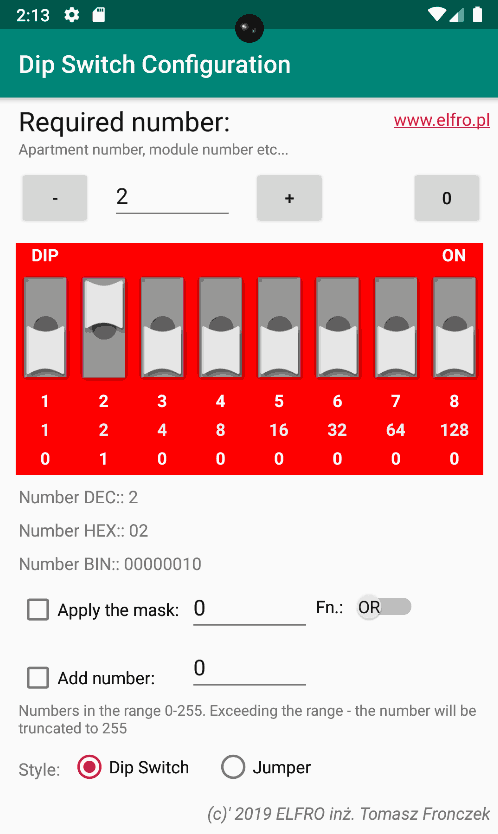 2:13
Dip Switch Configuration
Required number:
www.elfro.pl
Apartment number, module number etc...
- 2 + 0
DIP ON
1 2 3 4 5 6 7 8
1 2 4 8 16 32 64 128
0 1 0 0 0 0 0 0
Number DEC:: 2
Number HEX:: 02
Number BIN:: 00000010
Apply the mask: 0 Fn.: OR
Add number: 0
Numbers in the range 0-255. Exceeding the range - the number will be
truncated to 255
Style: Dip Switch Jumper
(c)' 2019 ELFRO inż. Tomasz Fronczek